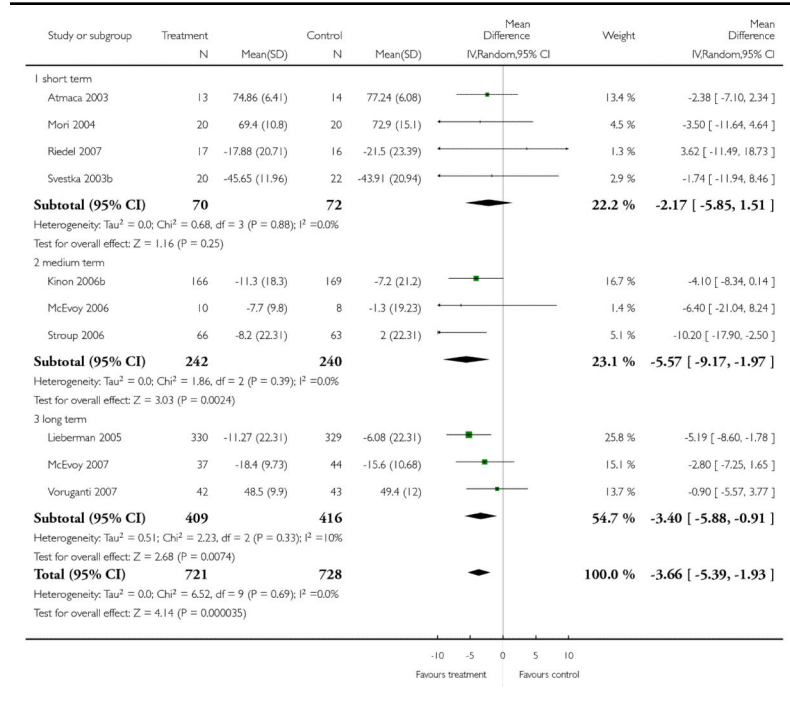 Study or subgroup Treatment Control Mean Difference Weight Mean Difference
N Mean(SD) N Mean(SD) IV,Random,95% CI IV,Random,95% CI
1 short term
Atmaca 2003 13 74.86 (6.41) 14 77.24 (6.08) 13.4 % -2.38 [ -7.10, 2.34 ]
Mori 2004 20 69.4 (10.8) 20 72.9 (15.1) 4.5 % -3.50 [ -11.64, 4.64 ]
Riedel 2007 17 -17.88 (20.71) 16 -21.5 (23.39) 1.3 % 3.62 [ -11.49, 18.73 ]
Svestka 2003b 20 -45.65 (11.96) 22 -43.91 (20.94) 2.9 % -1.74 [ -11.94, 8.46 ]
Subtotal (95% CI) 70 72 22.2 % -2.17 [ -5.85, 1.51 ]
Heterogeneity: Tau² = 0.0; Chi² = 0.68, df = 3 (P = 0.88); I² =0.0%
Test for overall effect: Z = 1.16 (P = 0.25)
2 medium term
Kinon 2006b 166 -11.3 (18.3) 169 -7.2 (21.2) 16.7 % -4.10 [ -8.34, 0.14 ]
McEvoy 2006 10 -7.7 (9.8) 8 -1.3 (19.23) 1.4 % -6.40 [ -21.04, 8.24 ]
Stroup 2006 66 -8.2 (22.31) 63 2 (22.31) 5.1 % -10.20 [ -17.90, -2.50 ]
Subtotal (95% CI) 242 240 23.1 % -5.57 [ -9.17, -1.97 ]
Heterogeneity: Tau² = 0.0; Chi² = 1.86, df = 2 (P = 0.39); I² =0.0%
Test for overall effect: Z = 3.03 (P = 0.0024)
3 long term
Lieberman 2005 330 -11.27 (22.31) 329 -6.08 (22.31) 25.8 % -5.19 [ -8.60, -1.78 ]
McEvoy 2007 37 -18.4 (9.73) 44 -15.6 (10.68) 15.1 % -2.80 [ -7.25, 1.65 ]
Voruganti 2007 42 48.5 (9.9) 43 49.4 (12) 13.7 % -0.90 [ -5.57, 3.77 ]
Subtotal (95% CI) 409 416 54.7 % -3.40 [ -5.88, -0.91 ]
Heterogeneity: Tau² = 0.51; Chi² = 2.23, df = 2 (P = 0.33); I² =10%
Test for overall effect: Z = 2.68 (P = 0.0074)
Total (95% CI) 721 728 100.0 % -3.66 [ -5.39, -1.93 ]
Heterogeneity: Tau² = 0.0; Chi² = 6.52, df = 9 (P = 0.69); I² =0.0%
Test for overall effect: Z = 4.14 (P = 0.000035)
-10 -5 0 5 10
Favours treatment Favours control